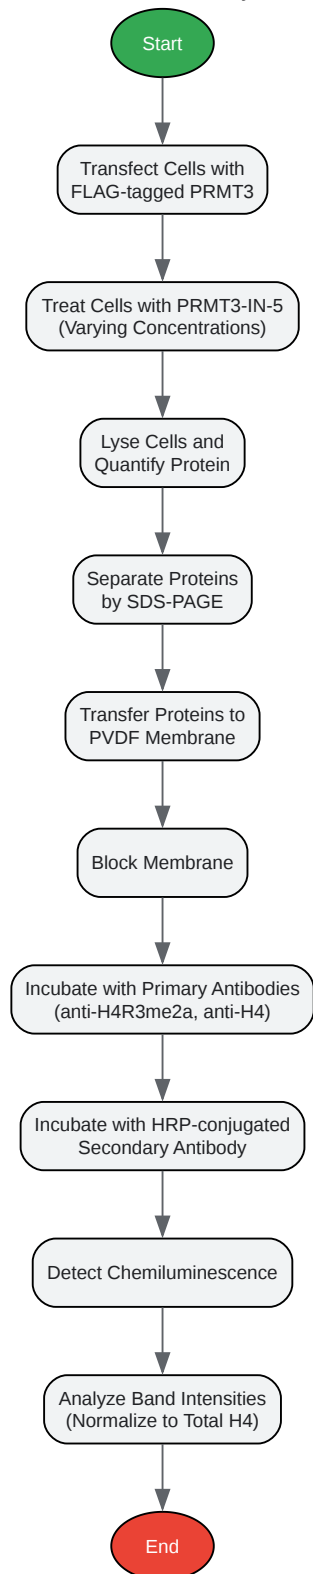 Start
Transfect Cells with
FLAG-tagged PRMT3
Treat Cells with PRMT3-IN-5
(Varying Concentrations)
Lyse Cells and
Quantify Protein
Separate Proteins
by SDS-PAGE
Transfer Proteins to
PVDF Membrane
Block Membrane
Incubate with Primary Antibodies
(anti-H4R3me2a, anti-H4)
Incubate with HRP-conjugated
Secondary Antibody
Detect Chemiluminescence
Analyze Band Intensities
(Normalize to Total H4)
End